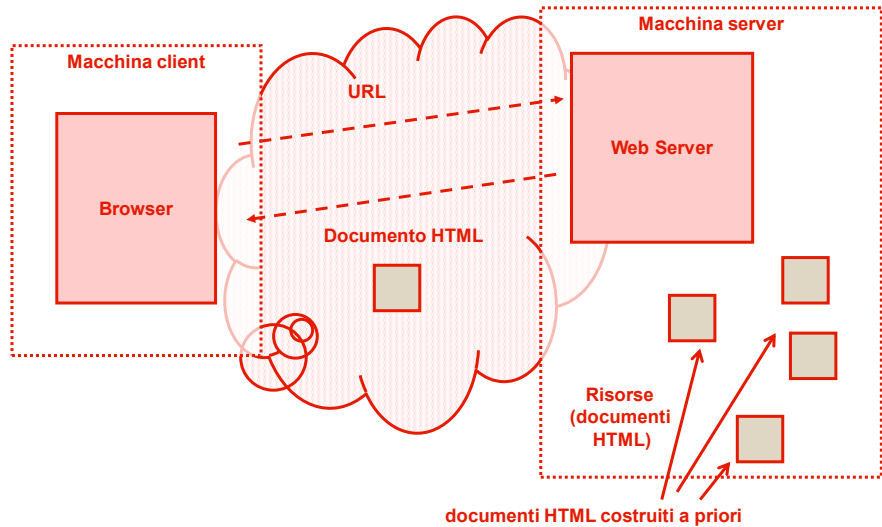 Macchina server
Macchina client
URL
Web Server
Browser
Documento HTML
Risorse
(documenti
HTML)
documenti HTML costruiti a priori